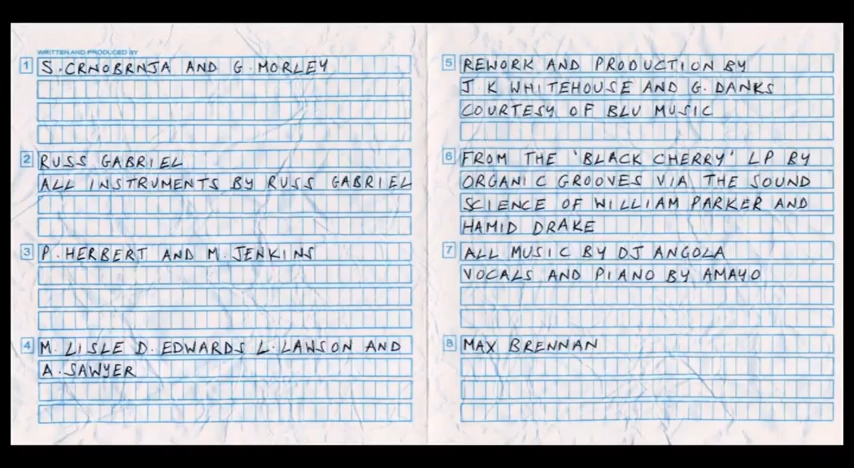 WRITTEN AND PRODUCED BY
1 S. CRNOBRNJA AND G. MORLEY
2 RUSS GABRIEL
ALL INSTRUMENTS BY RUSS GABRIEL
3 P. HERBERT AND M. JENKINS
4 M. LISLE D. EDWARDS L. LAWSON AND
A. SAWYER
5 REWORK AND PRODUCTION BY
J K WHITEHOUSE AND G. DANKS
COURTESY OF BLU MUSIC
6 FROM THE 'BLACK CHERRY' LP BY
ORGANIC GROOVES VIA THE SOUND
SCIENCE OF WILLIAM PARKER AND
HAMID DRAKE
7 ALL MUSIC BY DJ ANGOLA
VOCALS AND PIANO BY AMAYO
8 MAX BRENNAN